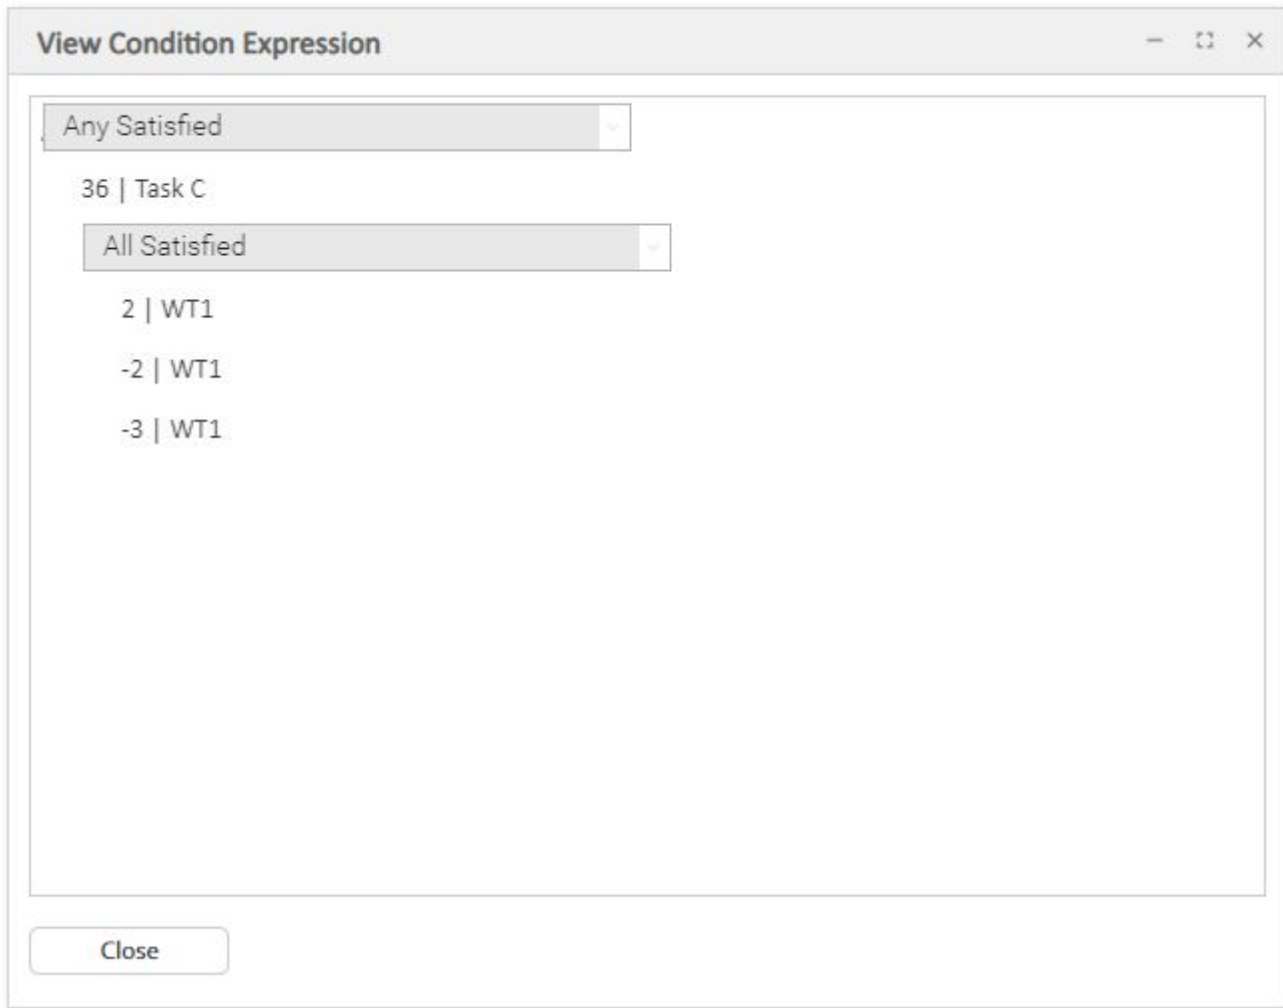 View Condition Expression
Any Satisfied
36 | Task C
All Satisfied
2 | WT1
-2 | WT1
-3 | WT1
Close